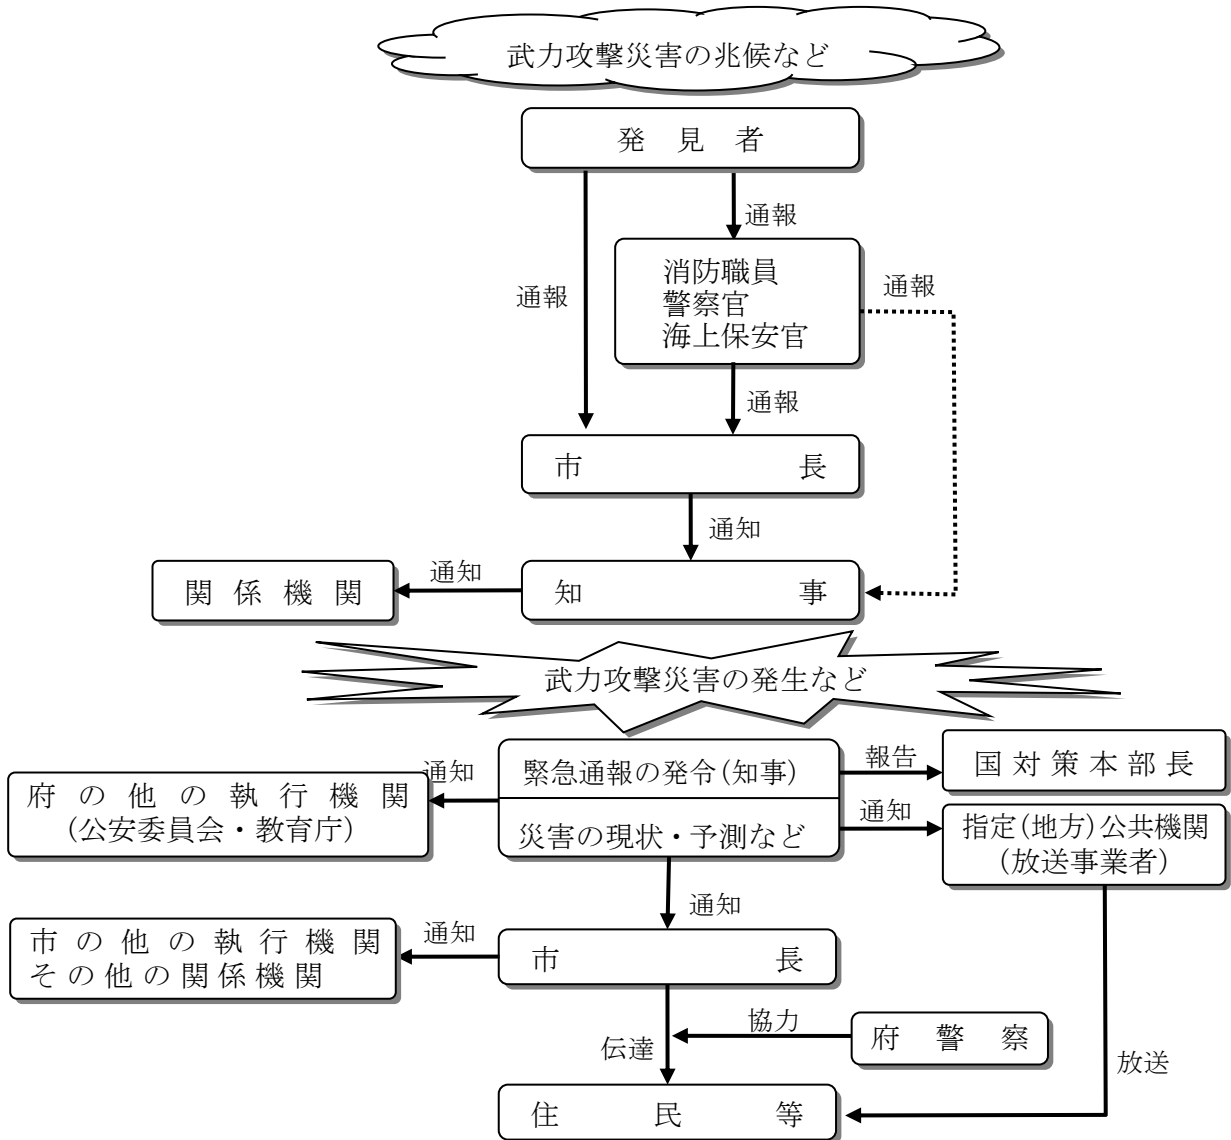 武力攻撃災害の兆候など
発見者
通報
消防職員
警察官
海上保安官
通報
通報
通報
市長
通知
関係機関
通知
知事
武力攻撃災害の発生など
緊急通報の発令(知事)
報告
国対策本部長
通知
府の他の執行機関
(公安委員会・教育庁)
災害の現状・予測など
通知
指定(地方)公共機関
(放送事業者)
通知
市の他の執行機関
その他の関係機関
通知
市長
協力
府警察
伝達
放送
住民等